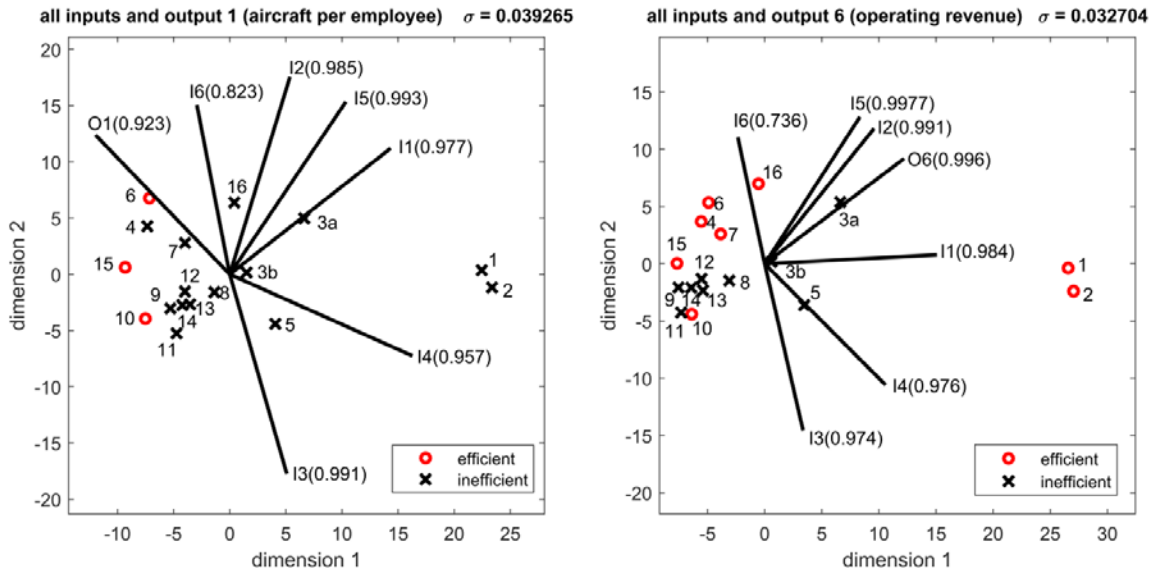 all inputs and output 1 (aircraft per employee) σ = 0.039265
20
15
10
5
0
-5
-10
-15
-20
dimension 2
-10
-5
0
5
10
15
20
25
dimension 1
O1(0.923)
I6(0.823)
I2(0.985)
I5(0.993)
I1(0.977)
I4(0.957)
I3(0.991)
6
4
7
16
3a
15
3b
1
2
12
8
9
13
14
10
11
5
efficient
inefficient
all inputs and output 6 (operating revenue) σ = 0.032704
15
10
5
0
-5
-10
-15
-20
dimension 2
-5
0
5
10
15
20
25
30
dimension 1
I6(0.736)
I5(0.9977)
I2(0.991)
O6(0.996)
I1(0.984)
I4(0.976)
I3(0.974)
16
6
4
7
3a
15
12
3b
1
2
8
5
9
14
13
11
10
efficient
inefficient